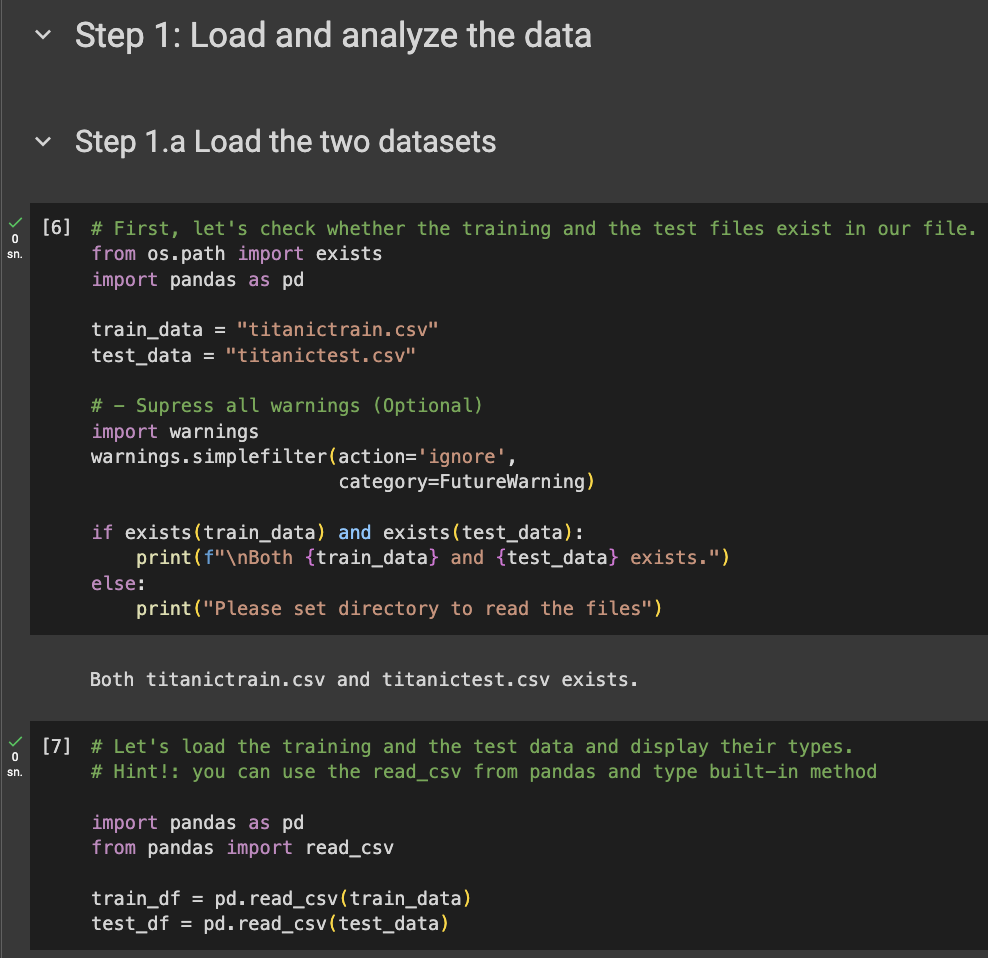 Step 1: Load and analyze the data
Step 1.a Load the two datasets
[6] # First, let's check whether the training and the test files exist in our file.
0
sn.
from os.path import exists
import pandas as pd
train_data = "titanictrain.csv"
test_data = "titanictest.csv"
# - Supress all warnings (Optional)
import warnings
warnings.simplefilter(action='ignore',
category=FutureWarning)
if exists(train_data) and exists(test_data):
print(f"\nBoth {train_data} and {test_data} exists.")
else:
print("Please set directory to read the files")
Both titanictrain.csv and titanictest.csv exists.
[7] # Let's load the training and the test data and display their types.
0
sn.
# Hint!: you can use the read_csv from pandas and type built-in method
import pandas as pd
from pandas import read_csv
train_df = pd.read_csv(train_data)
test_df = pd.read_csv(test_data)